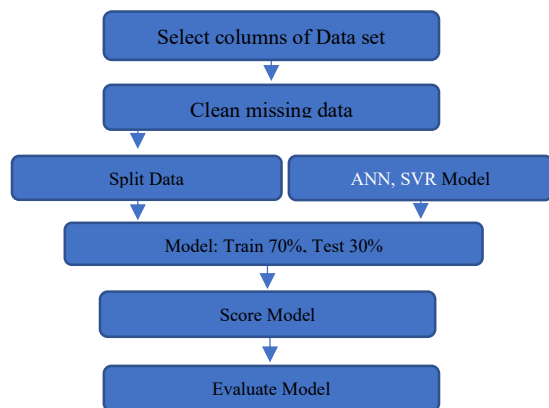 Select columns of Data set
Clean missing data
Split Data
ANN, SVR Model
Model: Train 70%, Test 30%
Score Model
Evaluate Model